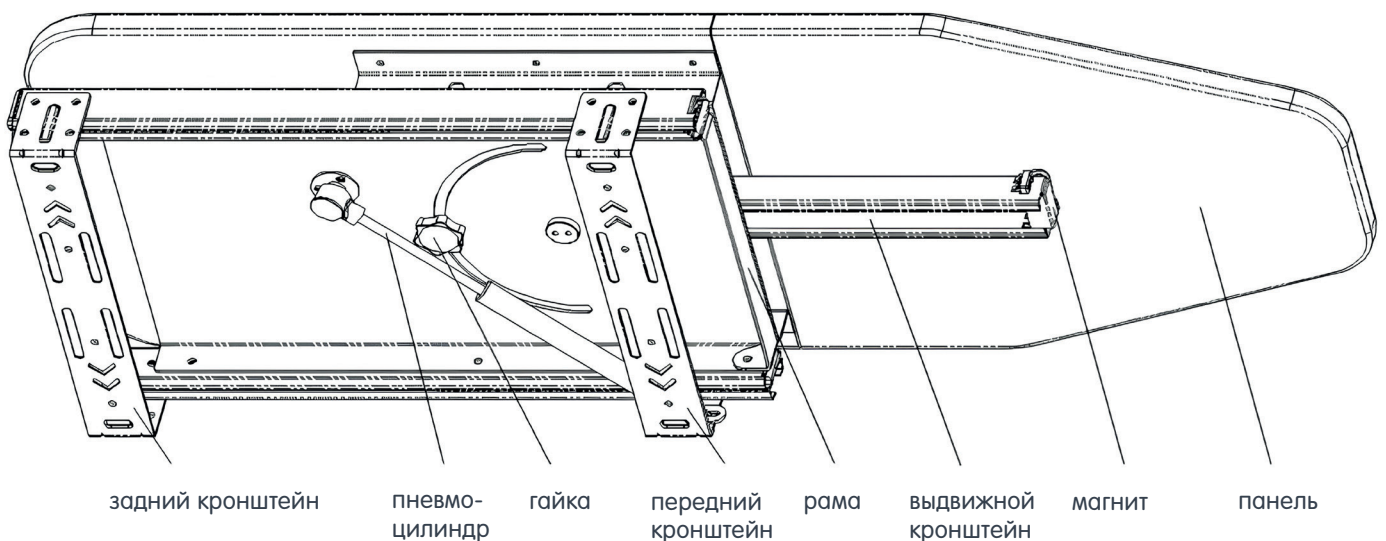 задний кронштейн
пневмо-
цилиндр
гайка
передний
кронштейн
рама
выдвижной
кронштейн
магнит
панель